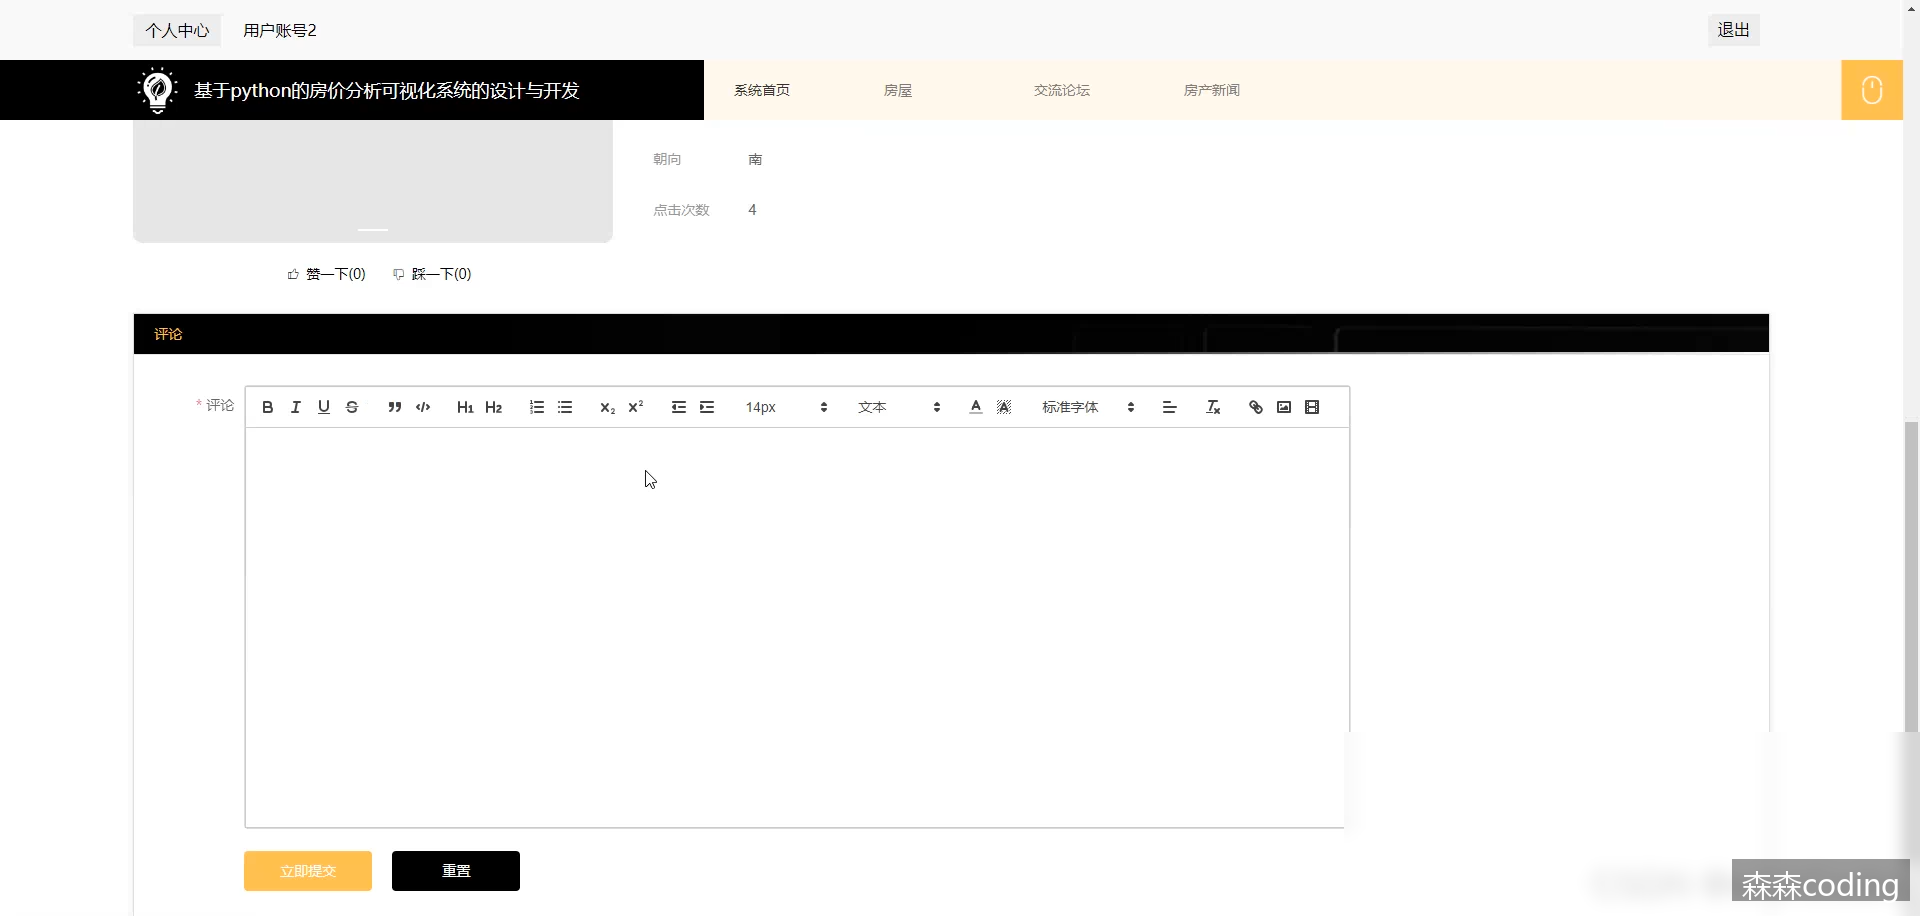 个人中心 用户账号2 退出
基于python的房价分析可视化系统的设计与开发 系统首页 房屋 交流论坛 房产新闻
朝向 南
点击次数 4
赞一下(0) 踩一下(0)
评论
* 评论 B I U S H1 H2 X2 X2 14px 文本 A A 标准字体 Tx
立即提交 重置
森森coding